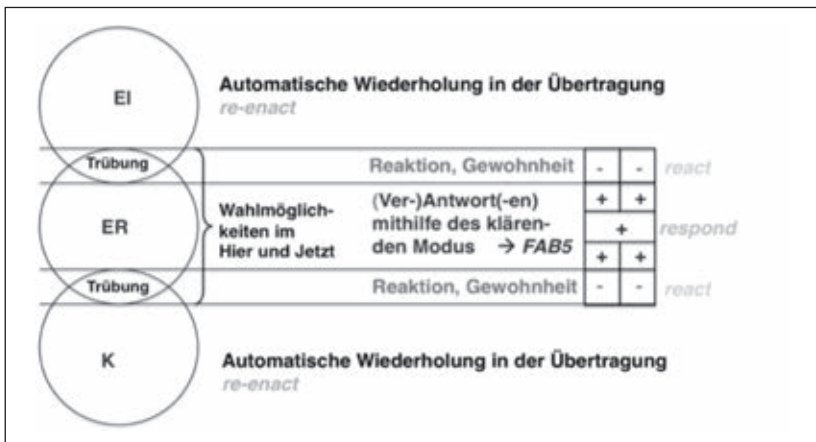 EI
Automatische Wiederholung in der Übertragung
re-enact
Trübung
Reaktion, Gewohnheit - - react
ER
Wahlmöglich-
keiten im
Hier und Jetzt
(Ver-)Antwort(-en)
mithilfe des klären-
den Modus → FAB5
+ +
+ respond
+ +
Trübung
Reaktion, Gewohnheit - - react
K
Automatische Wiederholung in der Übertragung
re-enact